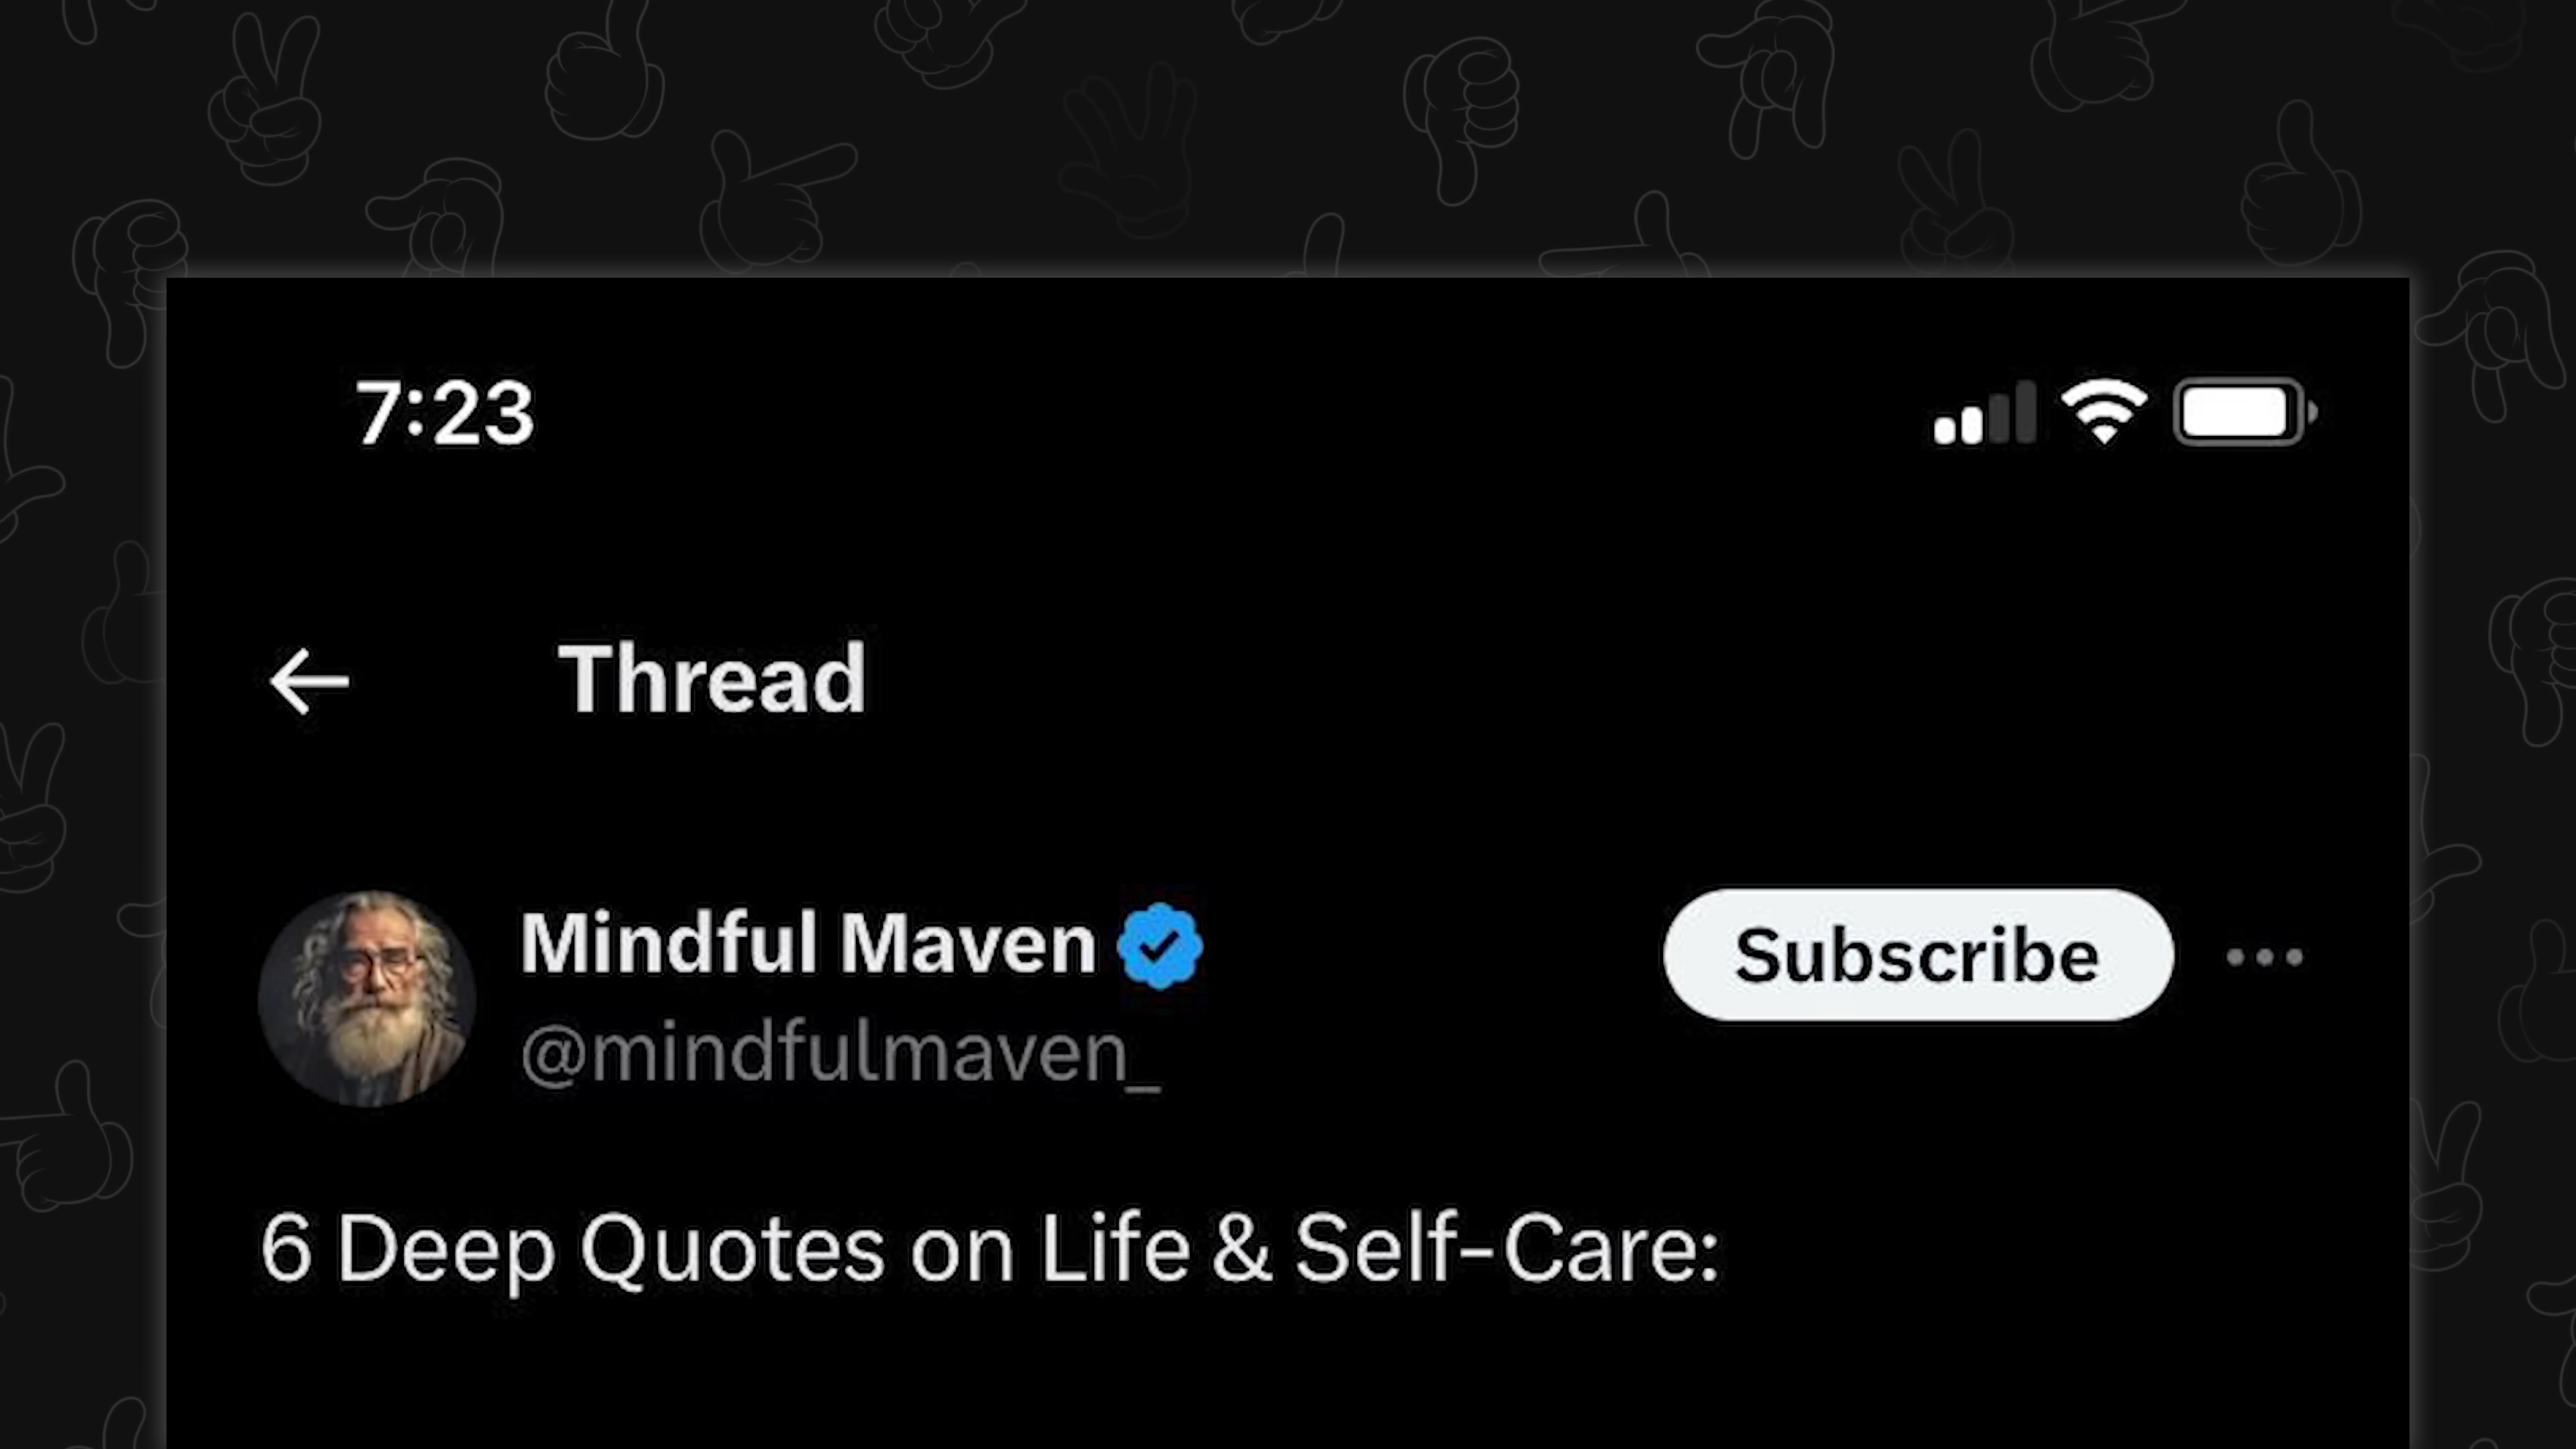 7:23
Thread
Mindful Maven
Subscribe
@mindfulmaven_
6 Deep Quotes on Life & Self-Care: